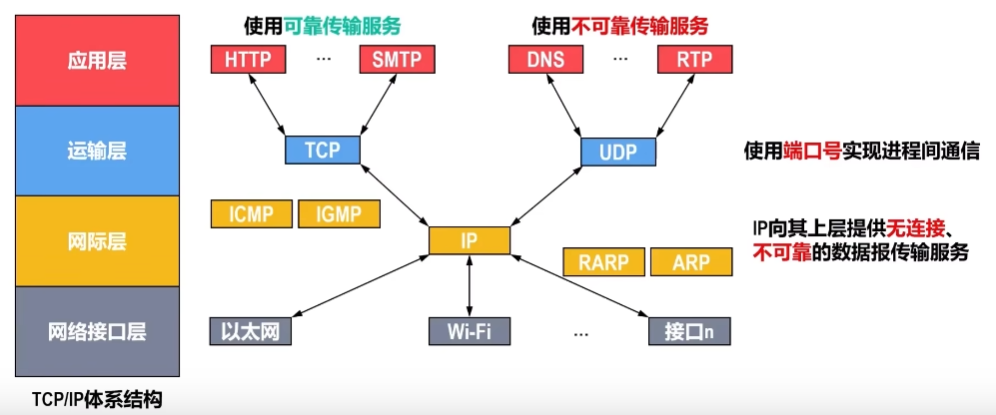 使用可靠传输服务
使用不可靠传输服务
应用层
HTTP
...
SMTP
DNS
...
RTP
运输层
TCP
UDP
使用端口号实现进程间通信
网际层
ICMP
IGMP
IP
RARP
ARP
IP向其上层提供无连接、
不可靠的数据报传输服务
网络接口层
以太网
Wi-Fi
...
接口n
TCP/IP体系结构